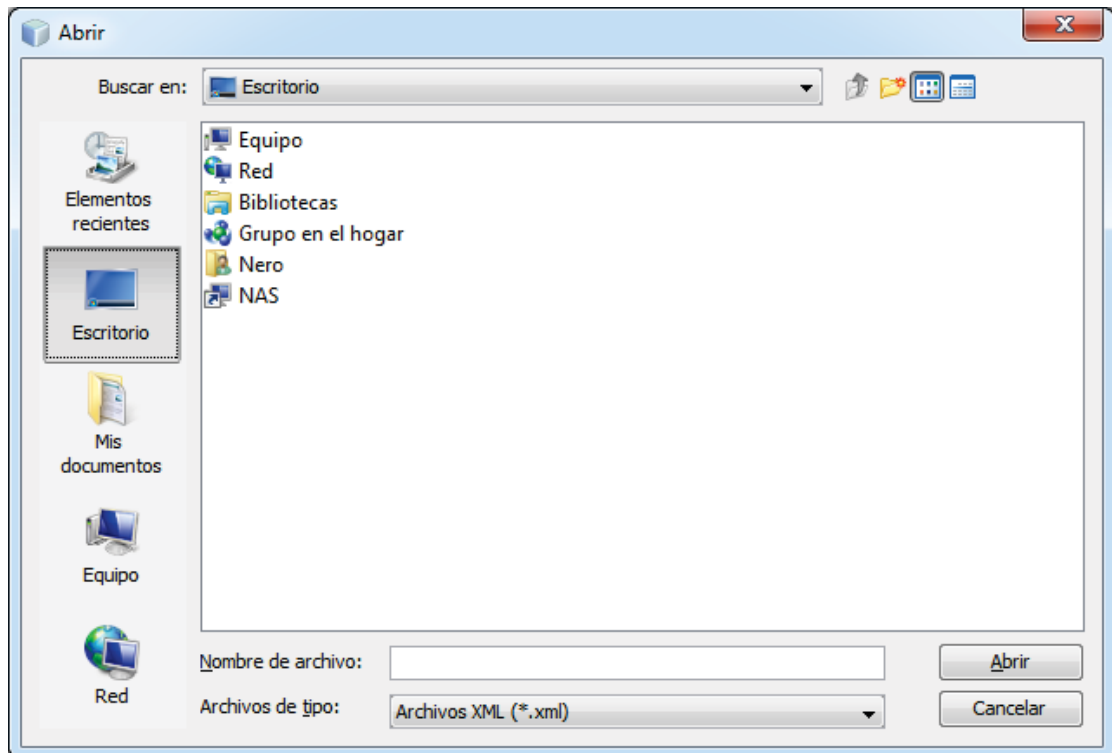 Abrir
Buscar en:
Escritorio
Elementos
recientes
Escritorio
Mis
documentos
Equipo
Red
Equipo
Red
Bibliotecas
Grupo en el hogar
Nero
NAS
Nombre de archivo:
Abrir
Archivos de tipo:
Archivos XML (*.xml)
Cancelar